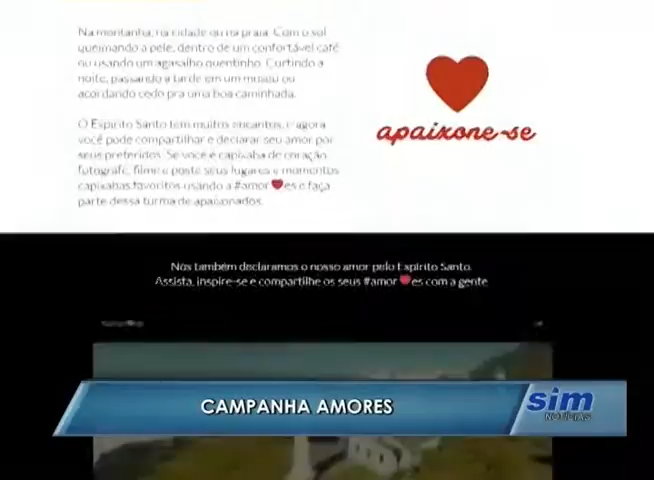 Na montanha, na cidade ou na praia. Com o sol
queimando a pele, dentro de um confortável café
ou usando um agasalho quentinho. Curtindo a
noite, passando a tarde em um museu ou
acordando cedo pra uma boa caminhada.
O Espírito Santo tem muitos encantos, e agora
você pode compartilhar e declarar seu amor por
seus preferidos. Se você é capixaba de coração,
fotografe, filme e poste seus lugares e momentos
capixabas favoritos usando a #amor❤es e faça
parte dessa turma de apaixonados.
apaixone-se
Nós também declaramos o nosso amor pelo Espírito Santo.
Assista, inspire-se e compartilhe os seus #amor❤es com a gente
CAMPANHA AMORES
sim
NOTÍCIAS